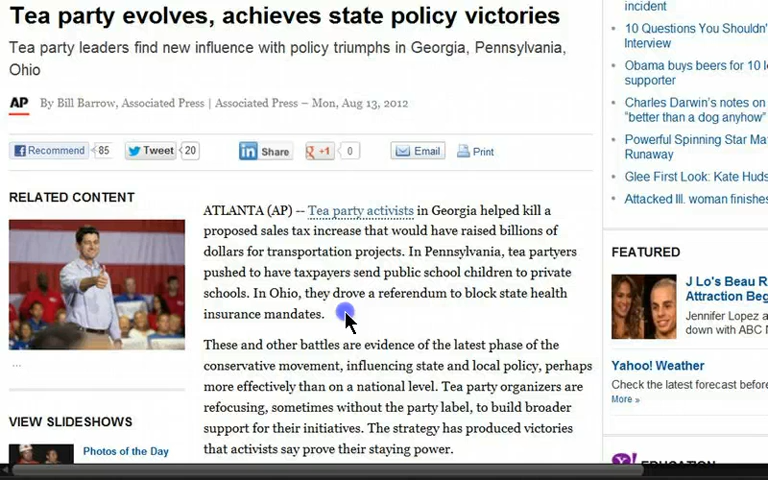 Tea party evolves, achieves state policy victories
Tea party leaders find new influence with policy triumphs in Georgia, Pennsylvania,
Ohio
AP By Bill Barrow, Associated Press | Associated Press – Mon, Aug 13, 2012
Recommend 85 Tweet 20 Share +1 0 Email Print
RELATED CONTENT
...
VIEW SLIDESHOWS
Photos of the Day
ATLANTA (AP) -- Tea party activists in Georgia helped kill a
proposed sales tax increase that would have raised billions of
dollars for transportation projects. In Pennsylvania, tea partyers
pushed to have taxpayers send public school children to private
schools. In Ohio, they drove a referendum to block state health
insurance mandates.
These and other battles are evidence of the latest phase of the
conservative movement, influencing state and local policy, perhaps
more effectively than on a national level. Tea party organizers are
refocusing, sometimes without the party label, to build broader
support for their initiatives. The strategy has produced victories
that activists say prove their staying power.
incident
10 Questions You Shouldn'
Interview
Obama buys beers for 10 I
supporter
Charles Darwin's notes on
"better than a dog anyhow"
Powerful Spinning Star Ma
Runaway
Glee First Look: Kate Huds
Attacked Ill. woman finishes
FEATURED
J Lo's Beau R
Attraction Beg
Jennifer Lopez a
down with ABC N
Yahoo! Weather
Check the latest forecast before
More »
Y! EDUCATION